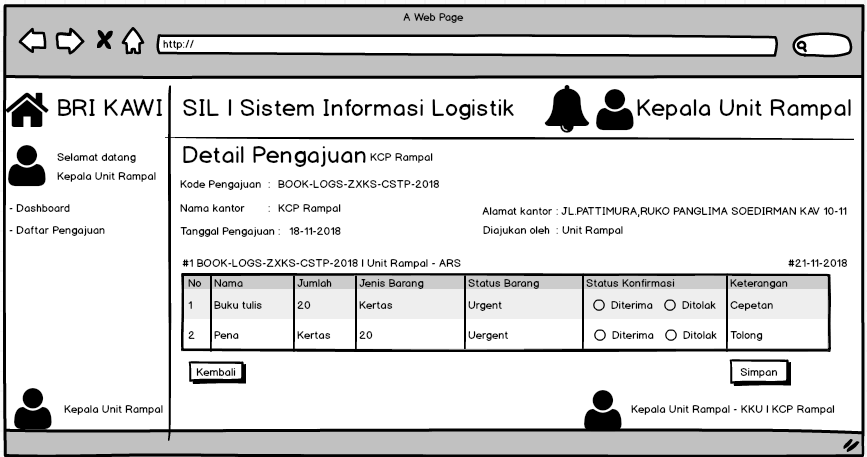 A Web Page
http://
BRI KAWI
SIL | Sistem Informasi Logistik
Kepala Unit Rampal
Selamat datang
Kepala Unit Rampal
- Dashboard
- Daftar Pengajuan
Detail Pengajuan KCP Rampal
Kode Pengajuan : BOOK-LOGS-ZXKS-CSTP-2018
Nama kantor : KCP Rampal
Alamat kantor : JL.PATTIMURA,RUKO PANGLIMA SOEDIRMAN KAV 10-11
Tanggal Pengajuan : 18-11-2018
Diajukan oleh : Unit Rampal
#1 BOOK-LOGS-ZXKS-CSTP-2018 | Unit Rampal - ARS #21-11-2018
No Nama Jumlah Jenis Barang Status Barang Status Konfirmasi Keterangan
1 Buku tulis 20 Kertas Urgent Diterima Ditolak Cepetan
2 Pena Kertas 20 Uergent Diterima Ditolak Tolong
Kembali Simpan
Kepala Unit Rampal
Kepala Unit Rampal - KKU | KCP Rampal